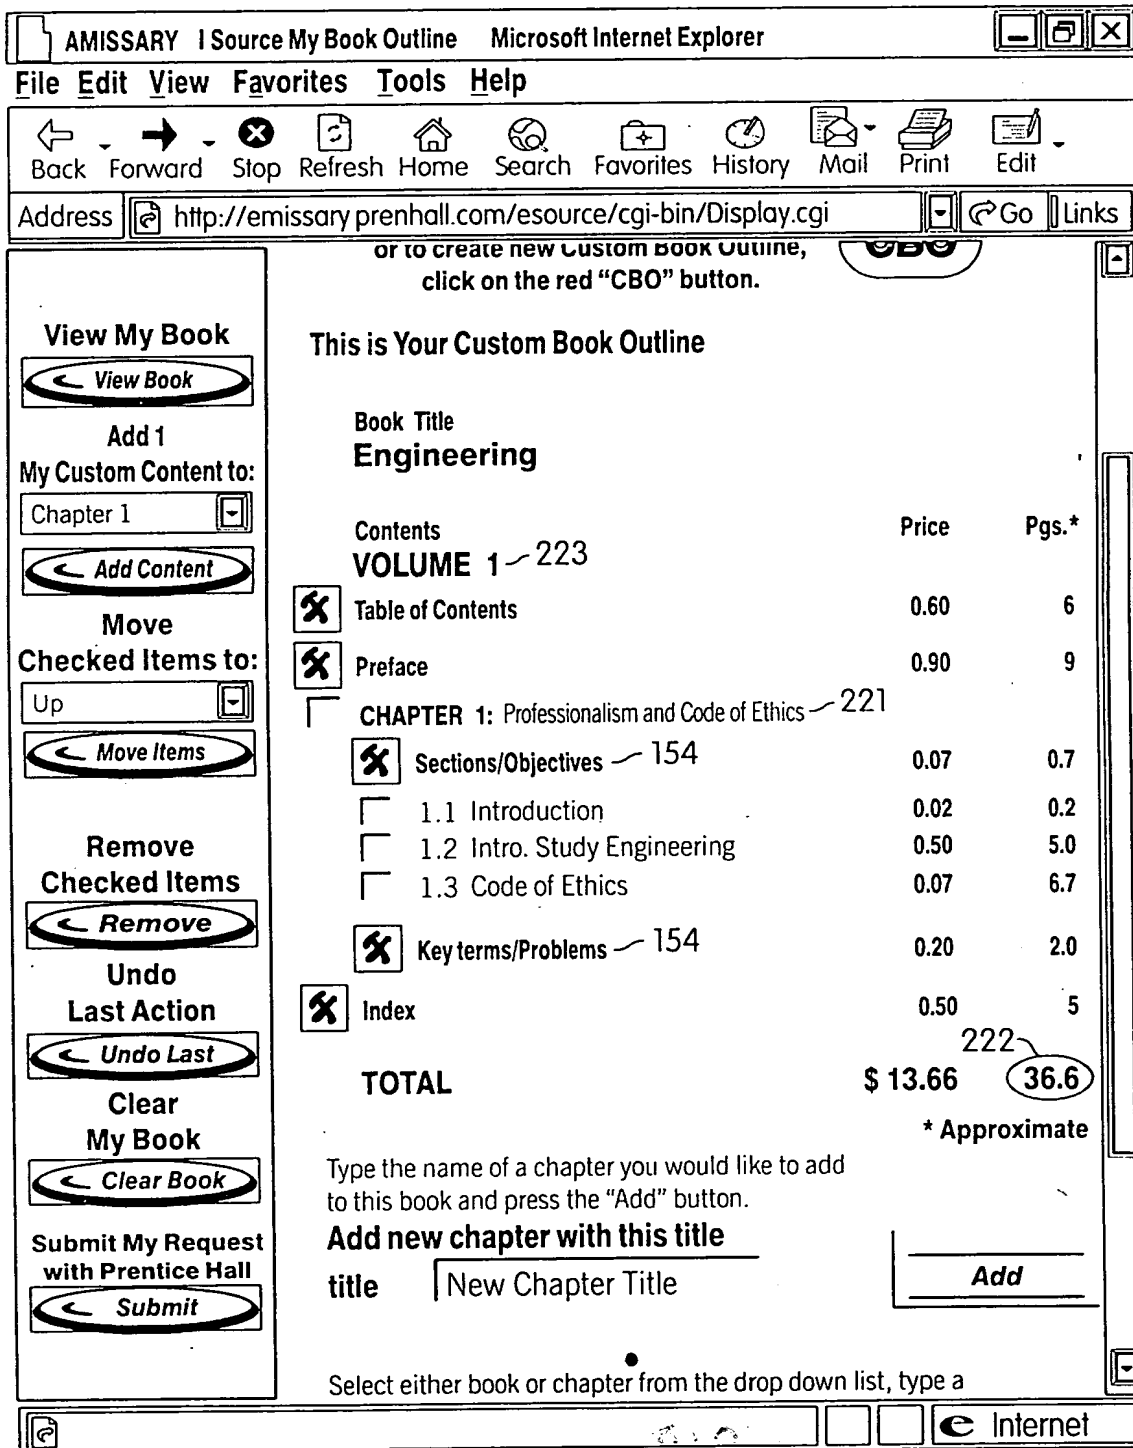 AMISSARY I Source My Book Outline Microsoft Internet Explorer
File Edit View Favorites Tools Help
Back Forward Stop Refresh Home Search Favorites History Mail Print Edit
Address http://emissary prenhall.com/esource/cgi-bin/Display.cgi Go Links
or to create new Custom Book Outline,
click on the red “CBO” button.
CBO
View My Book
View Book
Add 1
My Custom Content to:
Chapter 1
Add Content
Move
Checked Items to:
Up
Move Items
Remove
Checked Items
Remove
Undo
Last Action
Undo Last
Clear
My Book
Clear Book
Submit My Request
with Prentice Hall
Submit
This is Your Custom Book Outline
Book Title
Engineering
Contents Price Pgs.*
VOLUME 1 223
Table of Contents 0.60 6
Preface 0.90 9
CHAPTER 1: Professionalism and Code of Ethics 221
Sections/Objectives 154 0.07 0.7
1.1 Introduction 0.02 0.2
1.2 Intro. Study Engineering 0.50 5.0
1.3 Code of Ethics 0.07 6.7
Key terms/Problems 154 0.20 2.0
Index 0.50 5
222
TOTAL $ 13.66 36.6
* Approximate
Type the name of a chapter you would like to add
to this book and press the “Add” button.
Add new chapter with this title
title New Chapter Title Add
Select either book or chapter from the drop down list, type a
Internet